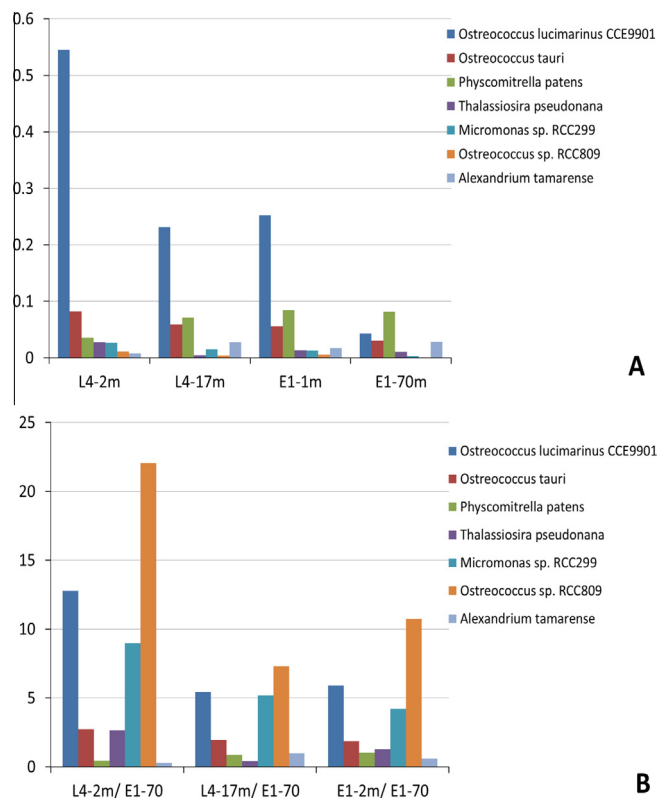 0.6
0.5
0.4
0.3
0.2
0.1
0
L4-2m L4-17m E1-1m E1-70m
Ostreococcus lucimarinus CCE9901
Ostreococcus tauri
Physcomitrella patens
Thalassiosira pseudonana
Micromonas sp. RCC299
Ostreococcus sp. RCC809
Alexandrium tamarense
A
25
20
15
10
5
0
L4-2m/ E1-70 L4-17m/ E1-70 E1-2m/ E1-70
Ostreococcus lucimarinus CCE9901
Ostreococcus tauri
Physcomitrella patens
Thalassiosira pseudonana
Micromonas sp. RCC299
Ostreococcus sp. RCC809
Alexandrium tamarense
B